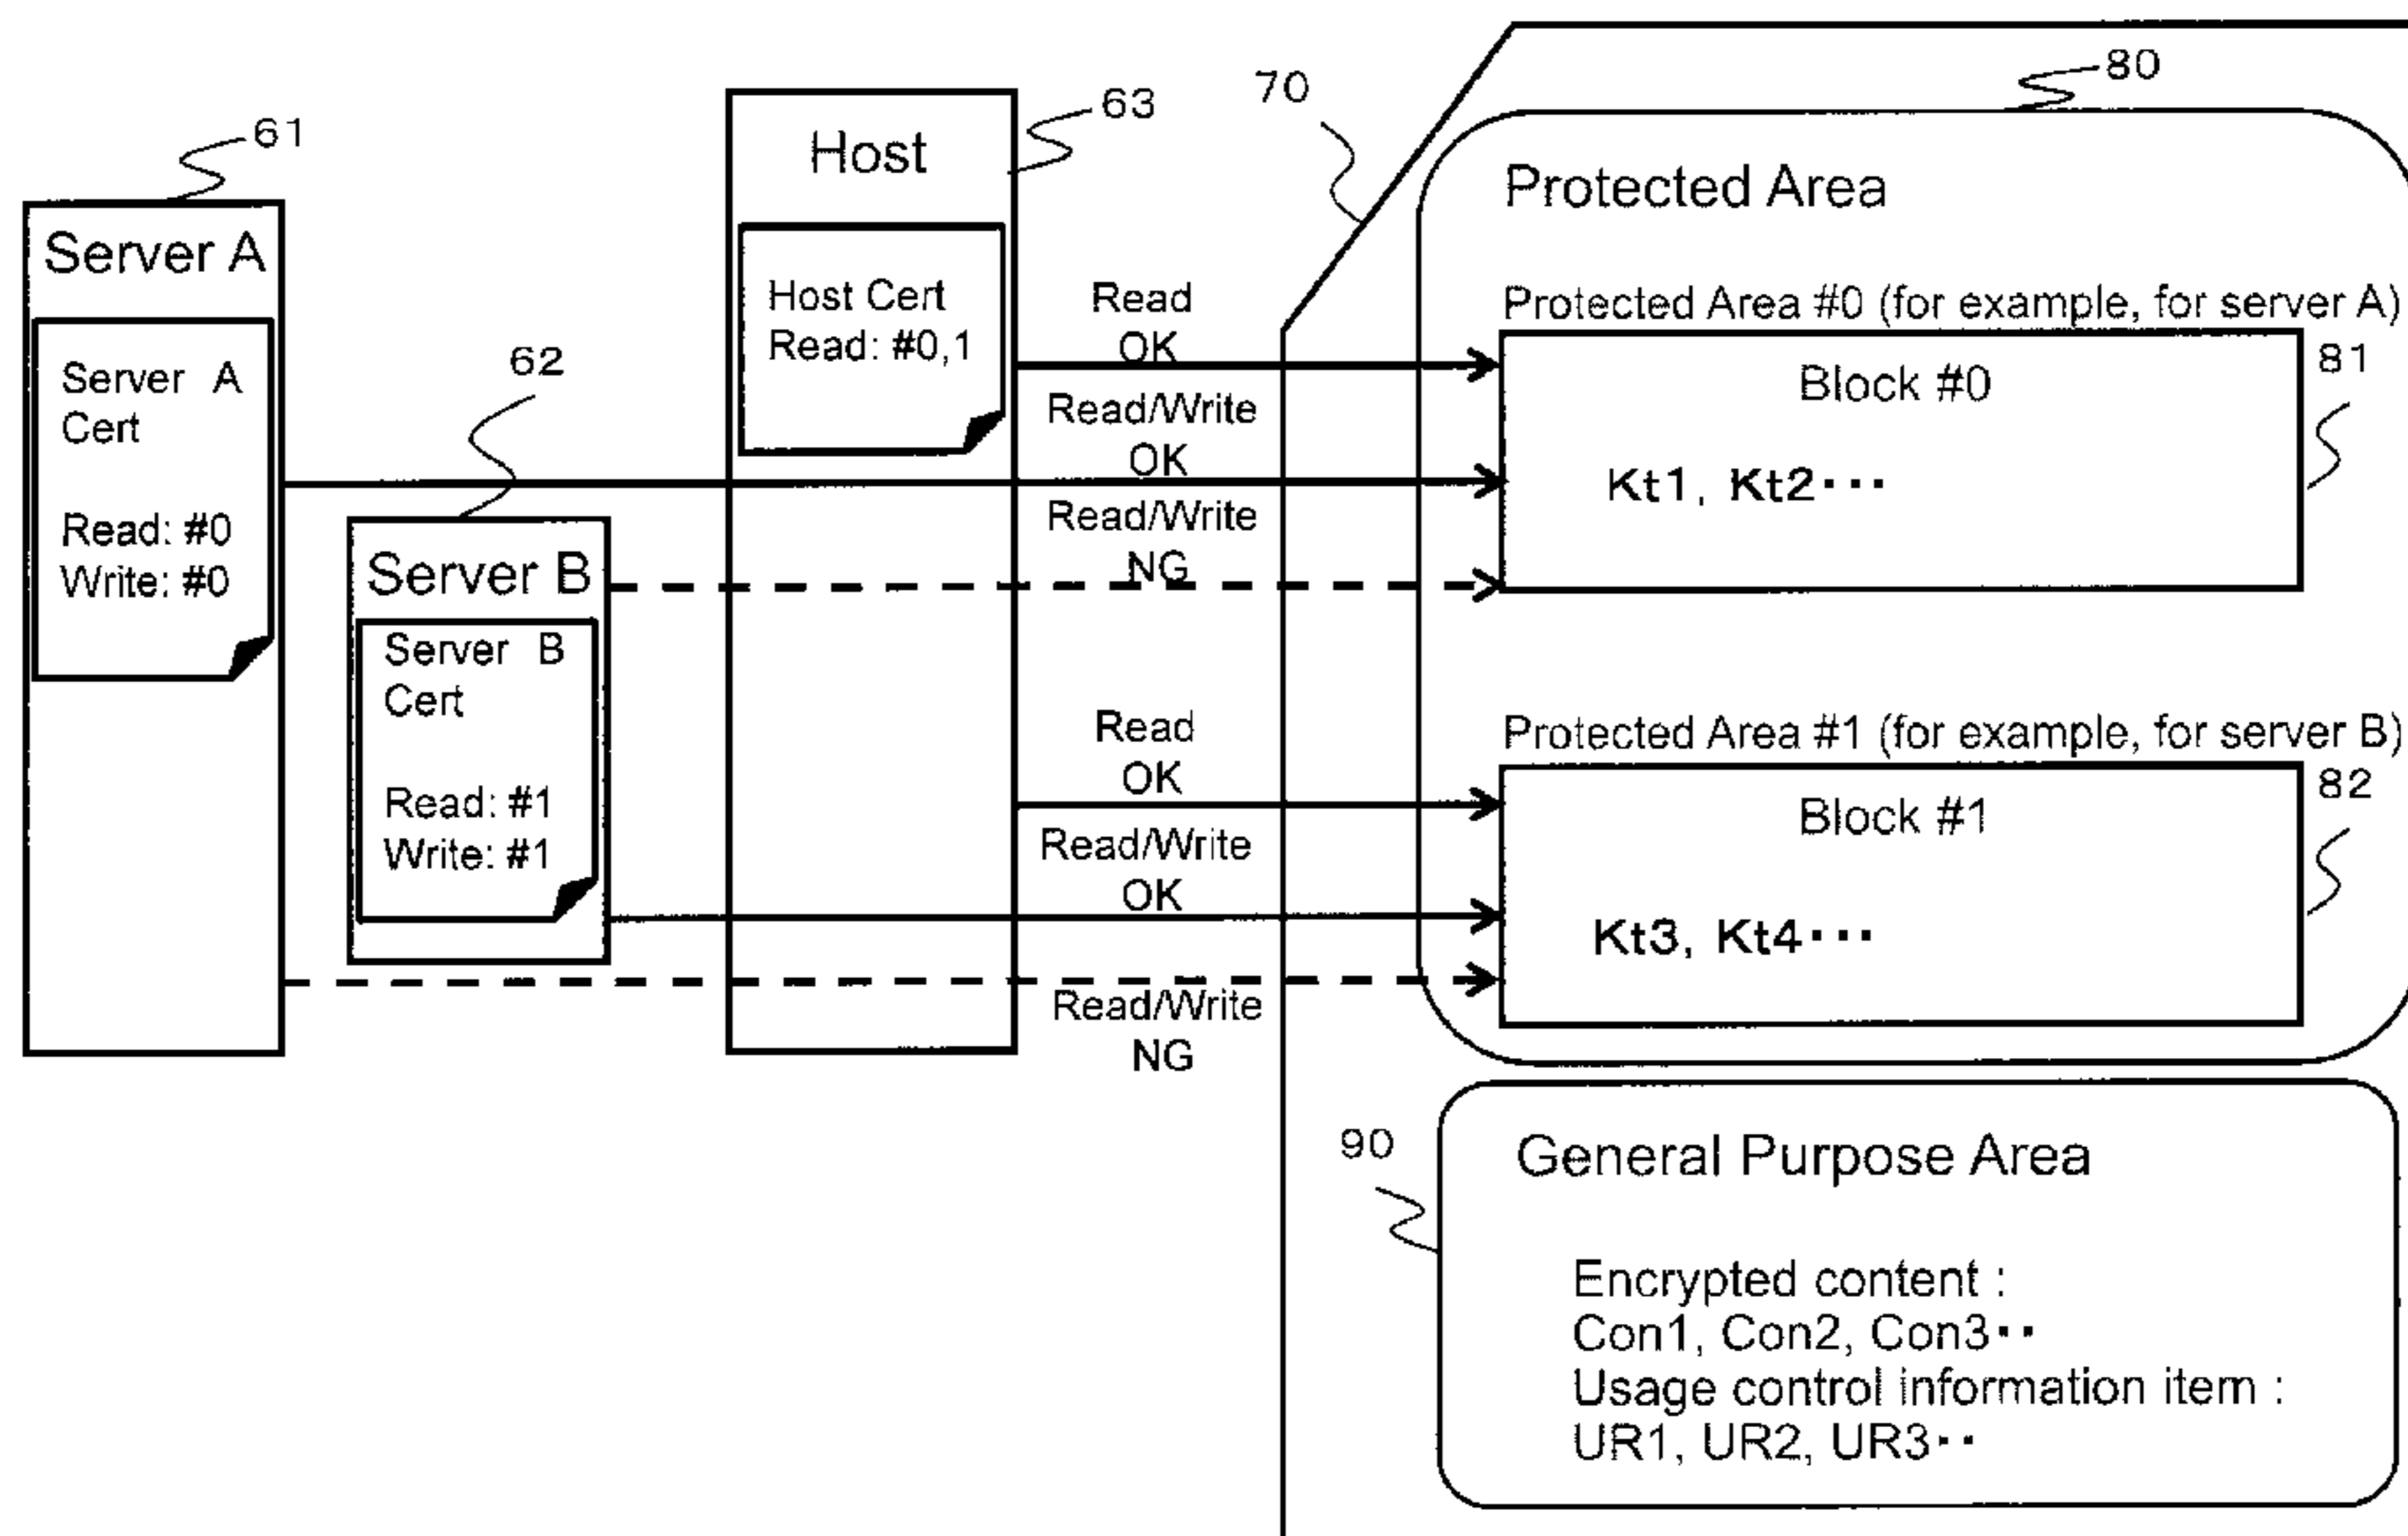 61
Server A
Server A
Cert
Read: #0
Write: #0
62
Server B
Server B
Cert
Read: #1
Write: #1
63
Host
Host Cert
Read: #0,1
Read
OK
Read/Write
OK
Read/Write
NG
Read
OK
Read/Write
OK
Read/Write
NG
70
80
Protected Area
Protected Area #0 (for example, for server A)
81
Block #0
Kt1, Kt2···
Protected Area #1 (for example, for server B)
82
Block #1
Kt3, Kt4···
90
General Purpose Area
Encrypted content :
Con1, Con2, Con3··
Usage control information item :
UR1, UR2, UR3··